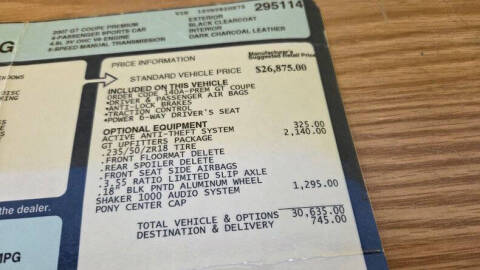 295114
2007 GT COUPE PREMIUM
4-PASSENGER SPORTS CAR
4.6L 3V OHC V8 ENGINE
5-SPEED MANUAL TRANSMISSION
VIN
EXTERIOR
BLACK CLEARCOAT
INTERIOR
DARK CHARCOAL LEATHER
PRICE INFORMATION
Manufacturer's
Suggested Retail Price
STANDARD VEHICLE PRICE $26,875.00
INCLUDED ON THIS VEHICLE
ORDER CODE 140A-PREM GT COUPE
•DRIVER & PASSENGER AIR BAGS
•ANTI-LOCK BRAKES
•TRACTION CONTROL
•POWER 6-WAY DRIVER'S SEAT
OPTIONAL EQUIPMENT
ACTIVE ANTI-THEFT SYSTEM 325.00
GT UPFITTERS PACKAGE 2,140.00
.235/50/ZR18 TIRE
.FRONT FLOORMAT DELETE
.REAR SPOILER DELETE
.FRONT SEAT SIDE AIRBAGS
.3.55 RATIO LIMITED SLIP AXLE
.18" BLK PNTD ALUMINUM WHEEL
SHAKER 1000 AUDIO SYSTEM 1,295.00
PONY CENTER CAP
TOTAL VEHICLE & OPTIONS 30,635.00
DESTINATION & DELIVERY 745.00
the dealer.
MPG